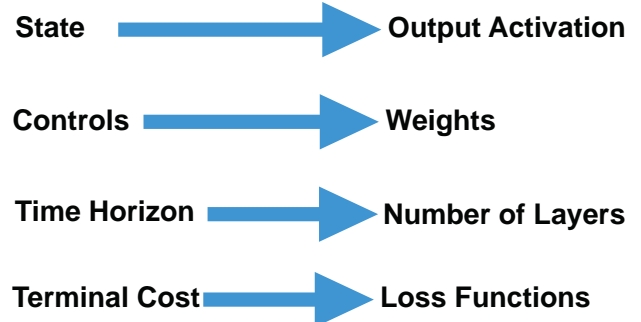 State Output Activation
Controls Weights
Time Horizon Number of Layers
Terminal Cost Loss Functions